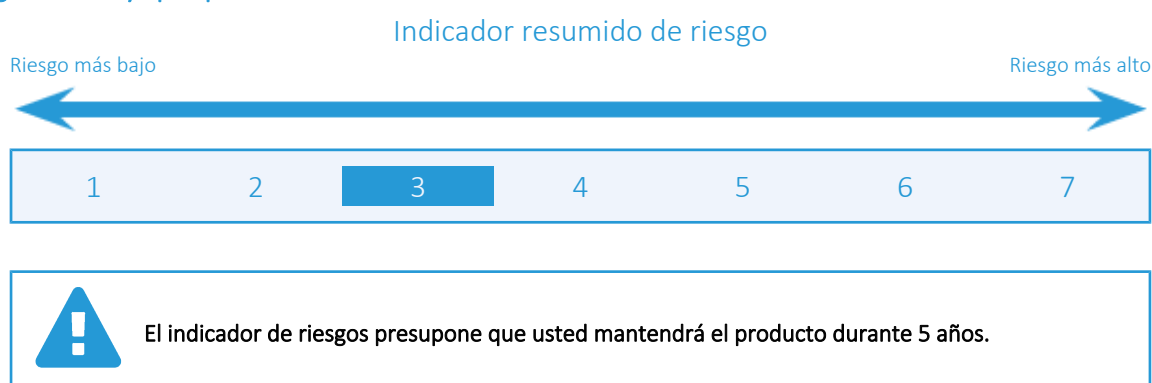 Indicador resumido de riesgo
Riesgo más bajo Riesgo más alto
1 2 3 4 5 6 7
!
El indicador de riesgos presupone que usted mantendrá el producto durante 5 años.